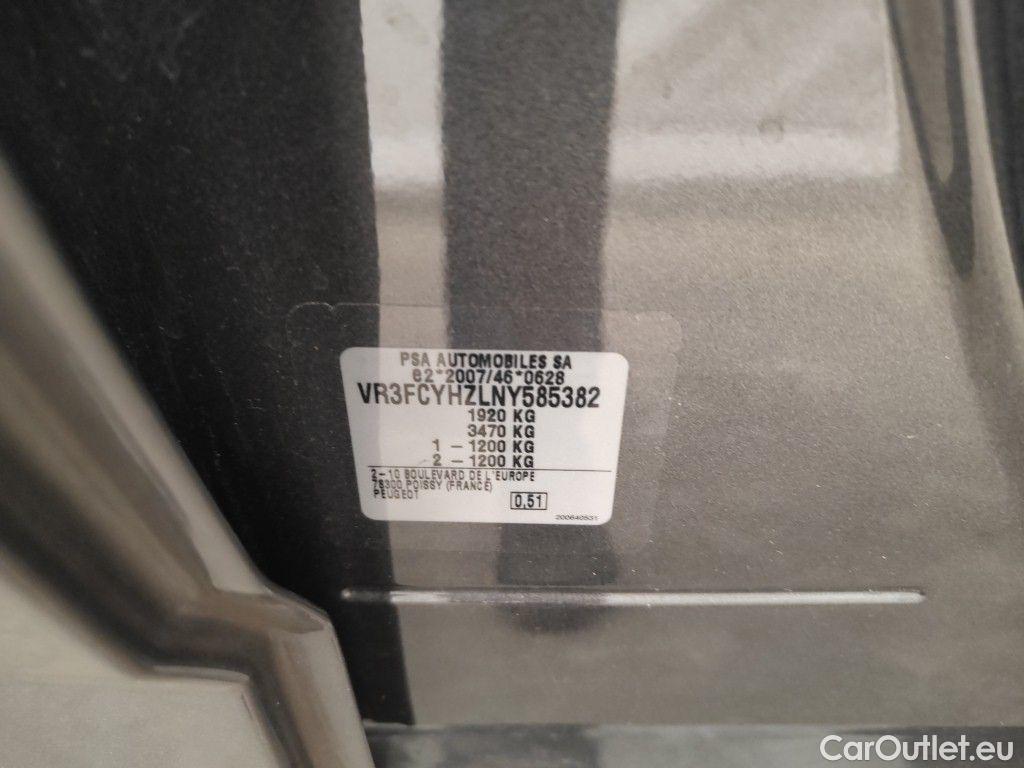 PSA AUTOMOBILES SA
e2*2007/46*0628
VR3FCYHZLNY585382
1920 KG
3470 KG
1 – 1200 KG
2 – 1200 KG
2–10 BOULEVARD DE L'EUROPE
78300 POISSY (FRANCE)
PEUGEOT
0.51
200640531
CarOutlet.eu